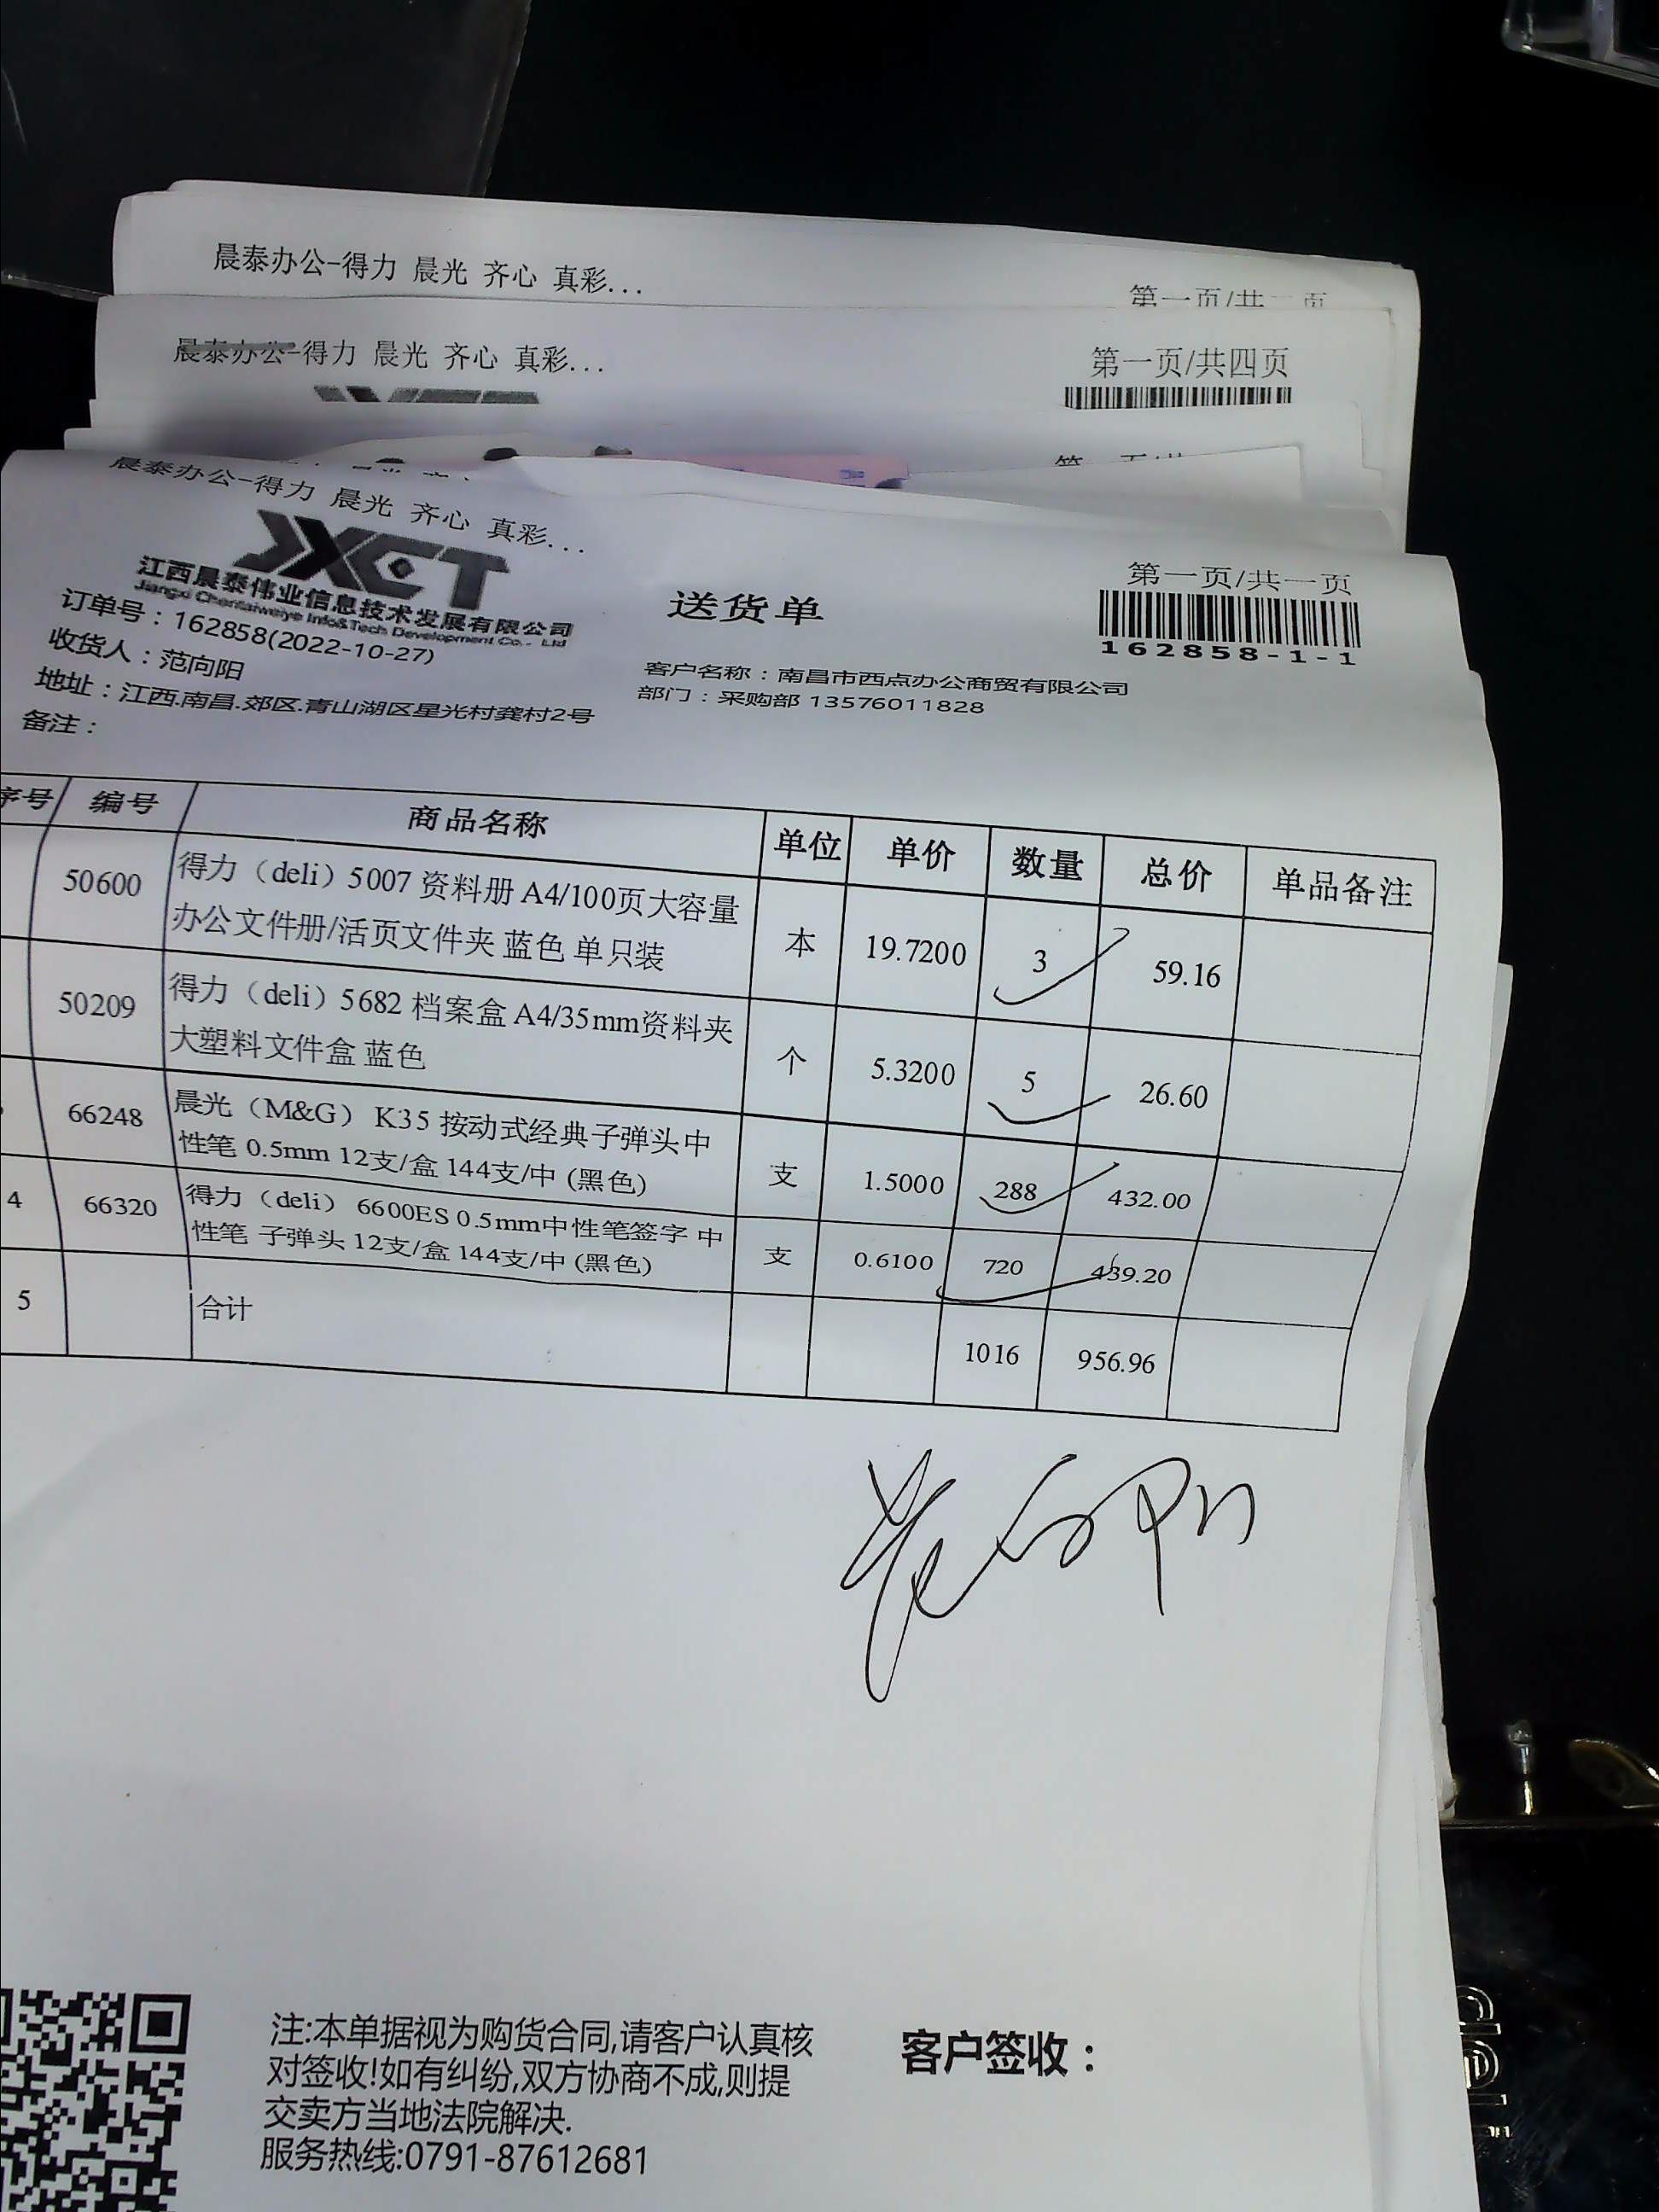 晨泰办公-得力 晨光 齐心 真彩...
晨泰办公-得力 晨光 齐心 真彩...
第一页/共四页
晨泰办公-得力 晨光 齐心 真彩...
JXCT
江西晨泰伟业信息技术发展有限公司
Jiangxi Chentaiweiye Info&Tech Development Co., Ltd
送货单
第一页/共一页
162858-1-1
订单号：162858(2022-10-27)
收货人：范向阳
客户名称：南昌市西点办公商贸有限公司
地址：江西.南昌.郊区.青山湖区星光村龚村2号
部门：采购部 13576011828
备注：
序号 编号 商品名称 单位 单价 数量 总价 单品备注
50600 得力（deli）5007 资料册 A4/100页大容量
办公文件册/活页文件夹 蓝色 单只装 本 19.7200 3 59.16
50209 得力（deli）5682 档案盒 A4/35mm资料夹
大塑料文件盒 蓝色 个 5.3200 5 26.60
66248 晨光（M&G） K35 按动式经典子弹头中
性笔 0.5mm 12支/盒 144支/中 (黑色) 支 1.5000 288 432.00
4 66320 得力（deli） 6600ES 0.5mm中性笔签字 中
性笔 子弹头 12支/盒 144支/中 (黑色) 支 0.6100 720 439.20
5 合计 1016 956.96
注:本单据视为购货合同,请客户认真核
对签收!如有纠纷,双方协商不成,则提
交卖方当地法院解决.
服务热线:0791-87612681
客户签收：
deli